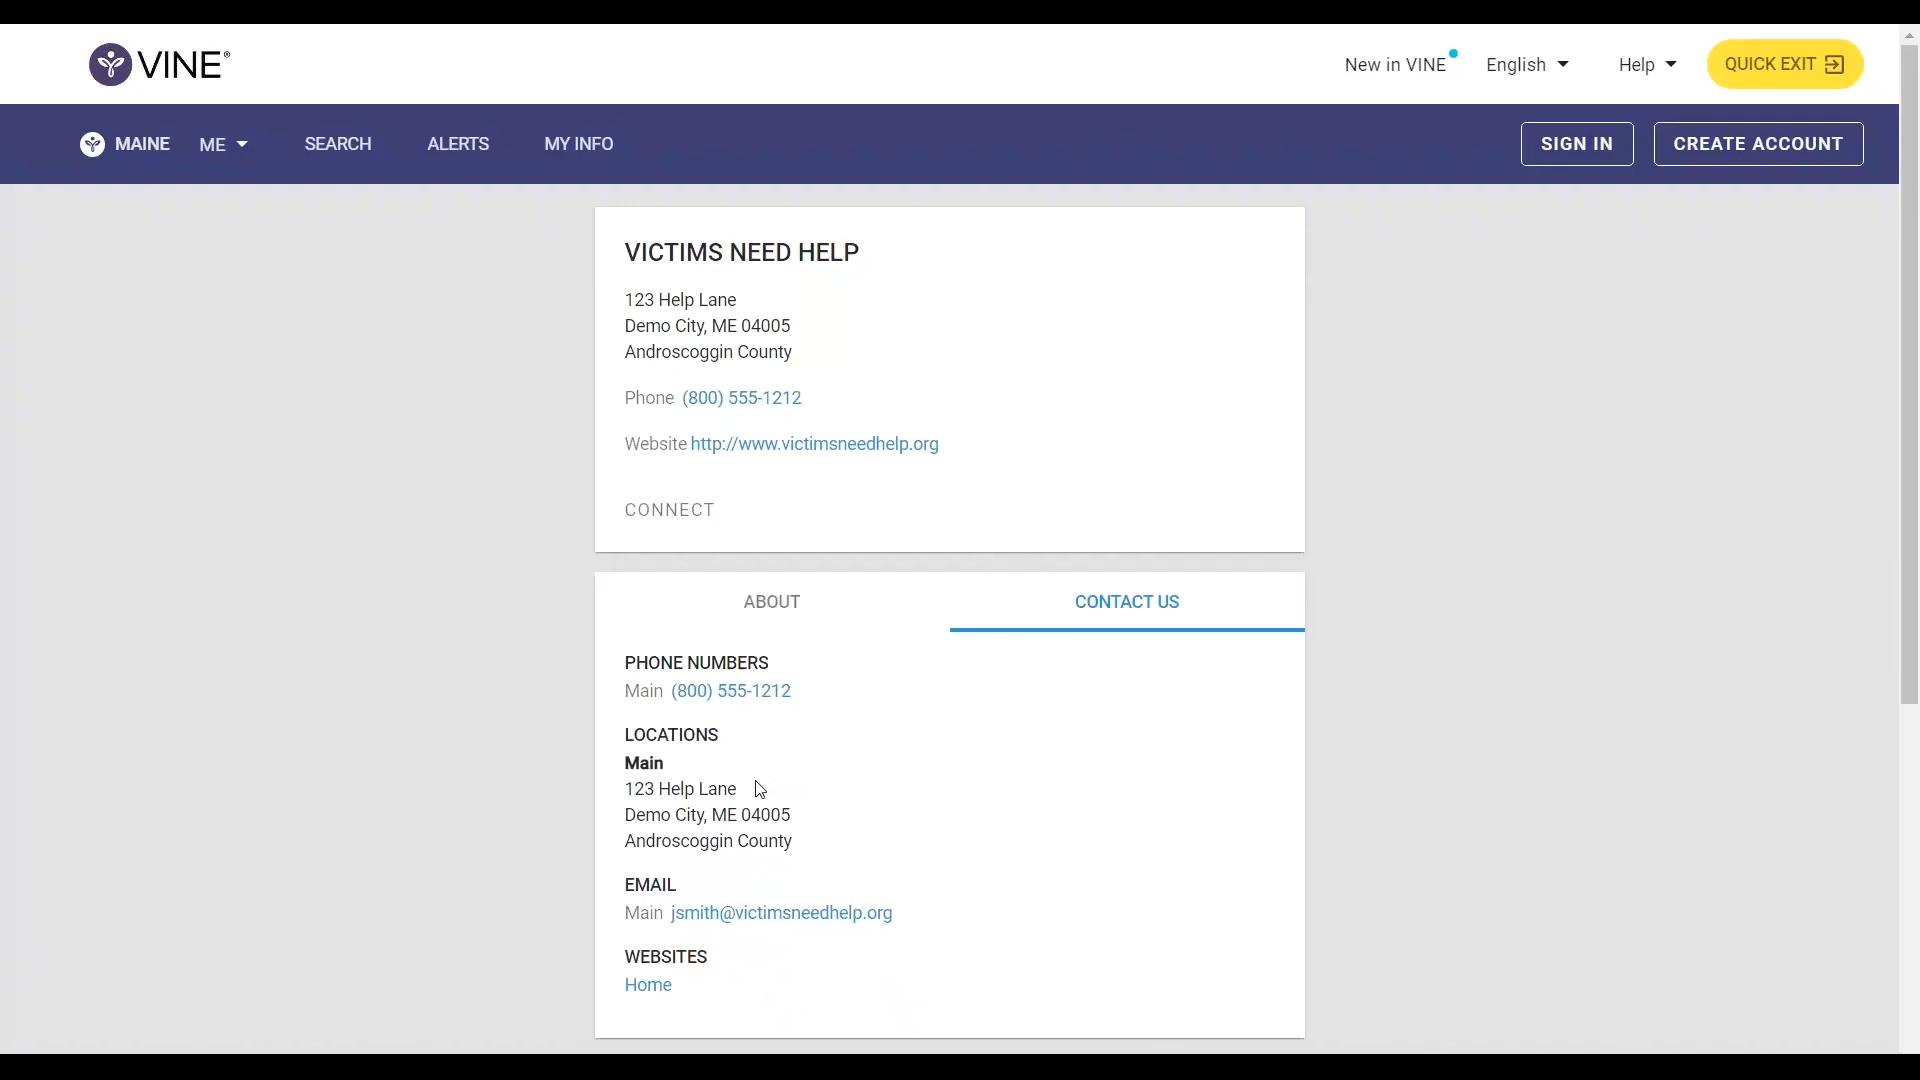 VINE®
New in VINE
English
Help
QUICK EXIT
MAINE
ME
SEARCH
ALERTS
MY INFO
SIGN IN
CREATE ACCOUNT
VICTIMS NEED HELP
123 Help Lane
Demo City, ME 04005
Androscoggin County
Phone (800) 555-1212
Website http://www.victimsneedhelp.org
CONNECT
ABOUT
CONTACT US
PHONE NUMBERS
Main (800) 555-1212
LOCATIONS
Main
123 Help Lane
Demo City, ME 04005
Androscoggin County
EMAIL
Main jsmith@victimsneedhelp.org
WEBSITES
Home